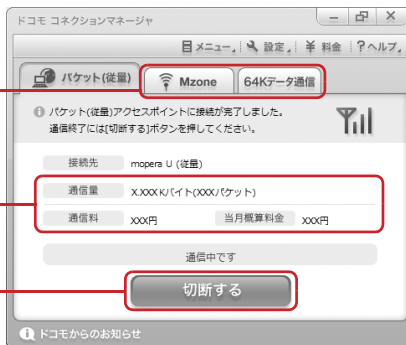 ドコモ コネクションマネージャ
メニュー 設定 ¥ 料金 ?ヘルプ
パケット(従量) Mzone 64Kデータ通信
パケット(従量)アクセスポイントに接続が完了しました。
通信終了には[切断する]ボタンを押してください。
接続先 mopera U (従量)
通信量 X.XXX Kバイト(XXXパケット)
通信料 XXX円 当月概算料金 XXX円
通信中です
切断する
ドコモからのお知らせ